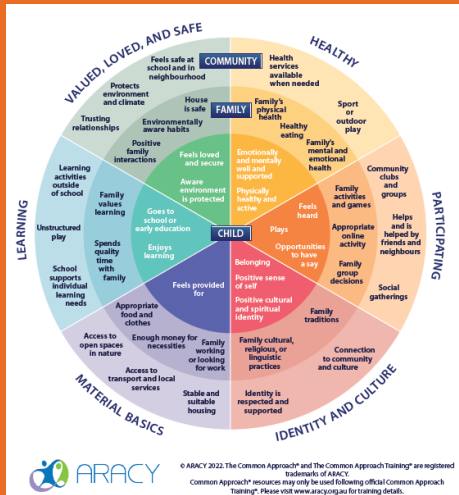 VALUED, LOVED, AND SAFE
Feels safe at
school and in
neighbourhood
Protects
environment
and climate
Trusting
relationships
House is
safe
Environmentally
aware habits
Positive
family
interactions
Feels loved
and secure
Aware
environment
is protected
COMMUNITY
FAMILY
CHILD
HEALTHY
Health
services
available
when needed
Sport
or outdoor
play
Family's
physical
health
Healthy
eating
Family's
mental and
emotional
health
Emotionally
and mentally
well and
supported
Physically
healthy and
active
PARTICIPATING
Community
clubs and
groups
Helps and
is helped by
friends and
neighbours
Social
gatherings
Family
activities
and games
Appropriate
online
activity
Family
group
decisions
Feels
heard
Plays
Opportunities
to have
a say
LEARNING
Learning
activities
outside
of school
Unstructured
play
School
supports
individual
learning
needs
Family
values
learning
Spends
quality
time
with
family
Goes to
school or
early education
Enjoys
learning
MATERIAL BASICS
Feels provided
for
Appropriate
food and
clothes
Enough money for
necessities
Family
working
or looking
for work
Access to
open spaces
in nature
Access to
transport and local
services
Stable and
suitable
housing
IDENTITY AND CULTURE
Belonging
Positive sense
of self
Positive cultural
and spiritual
identity
Family
traditions
Family cultural,
religious, or
linguistic
practices
Connection
to community
and culture
Identity is
respected and
supported
ARACY
© ARACY 2022. The Common Approach® and The Common Approach Training® are registered
trademarks of ARACY.
Common Approach® resources may only be used following official Common Approach
Training®. Please visit www.aracy.org.au for training details.